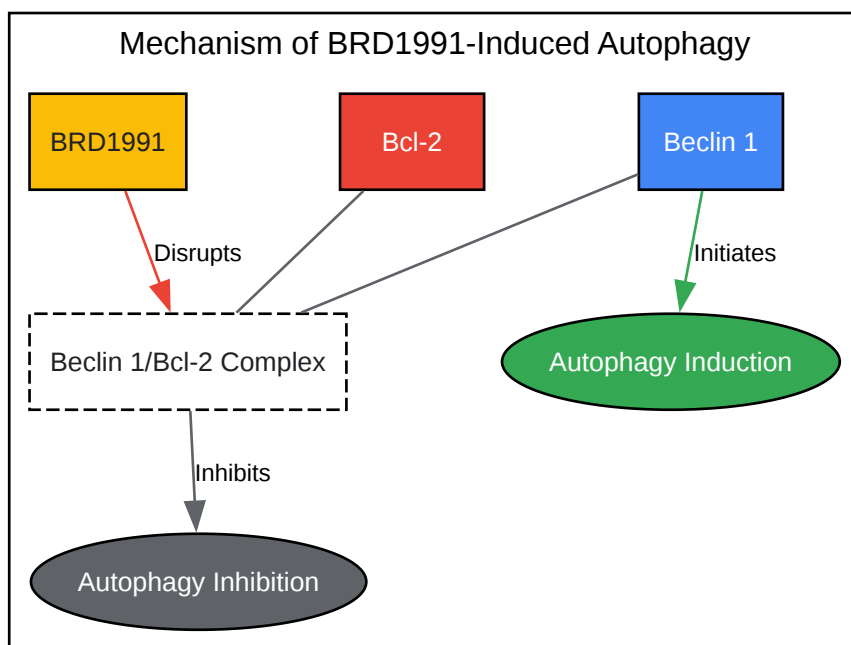 Mechanism of BRD1991-Induced Autophagy
BRD1991
Bcl-2
Beclin 1
Disrupts
Initiates
Beclin 1/Bcl-2 Complex
Autophagy Induction
Inhibits
Autophagy Inhibition